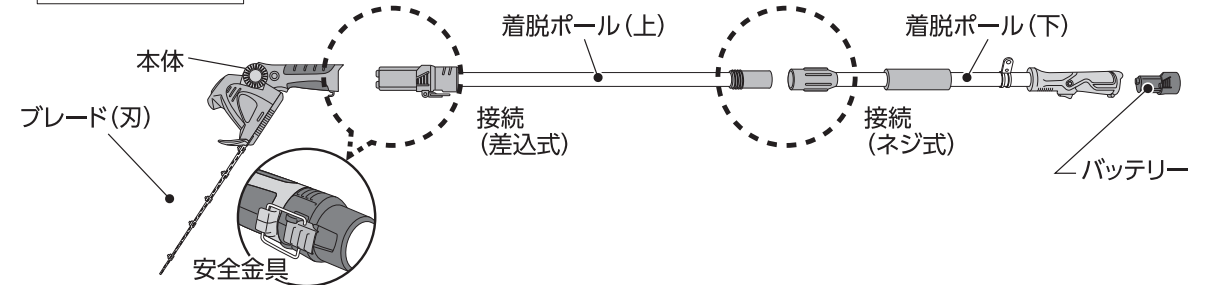 本体
ブレード(刃)
安全金具
接続
(差込式)
着脱ポール(上)
接続
(ネジ式)
着脱ポール(下)
バッテリー